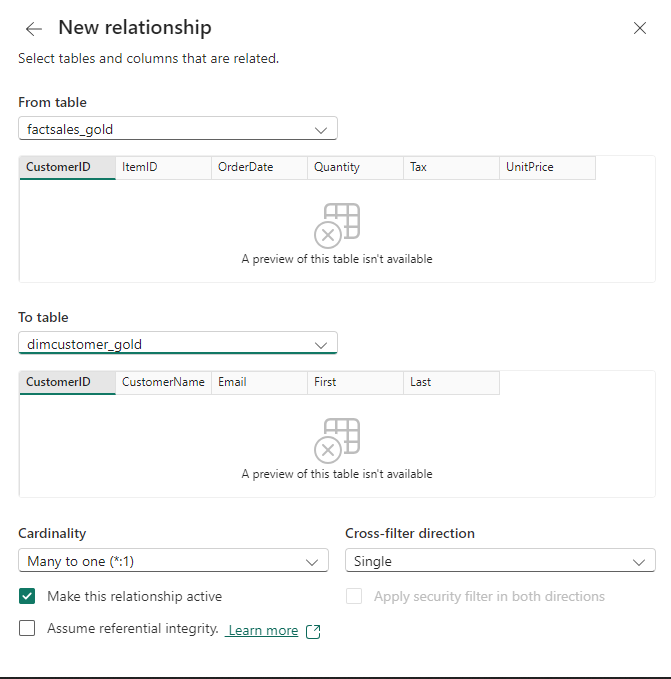 New relationship
Select tables and columns that are related.
From table
factsales_gold
CustomerID ItemID OrderDate Quantity Tax UnitPrice
A preview of this table isn't available
To table
dimcustomer_gold
CustomerID CustomerName Email First Last
A preview of this table isn't available
Cardinality Cross-filter direction
Many to one (*:1) Single
Make this relationship active Apply security filter in both directions
Assume referential integrity. Learn more